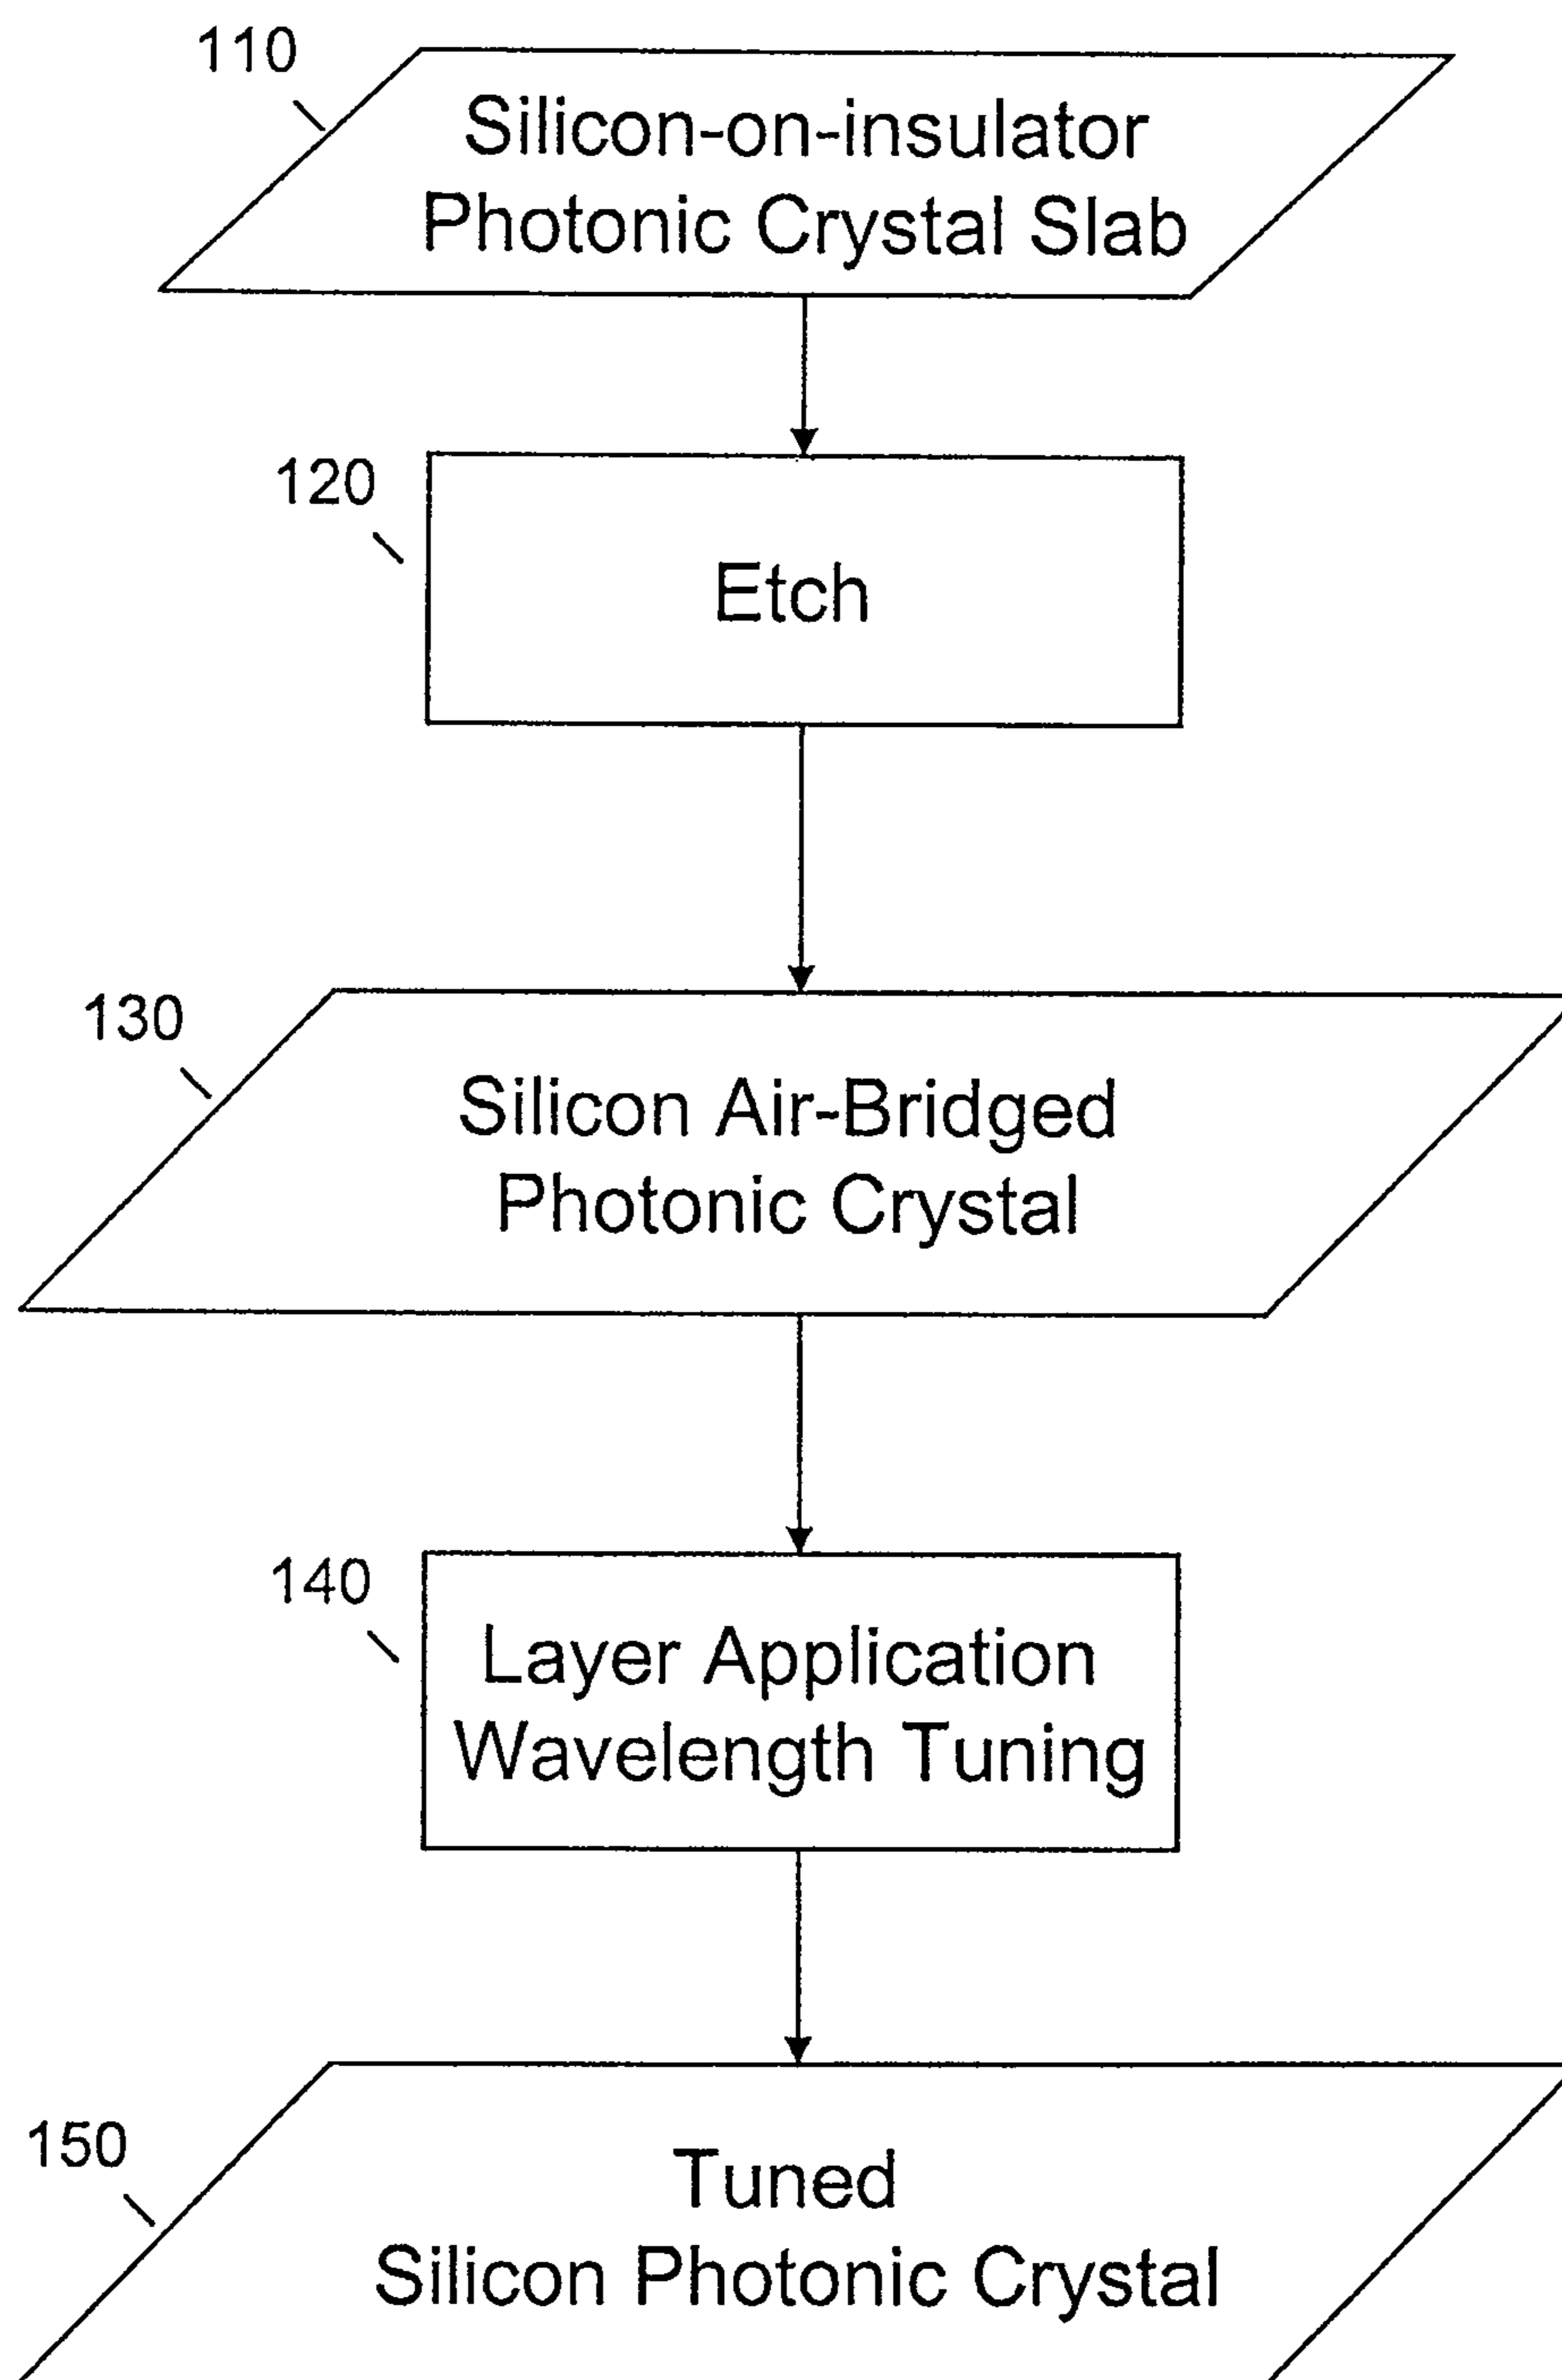 110
Silicon-on-insulator
Photonic Crystal Slab
120
Etch
130
Silicon Air-Bridged
Photonic Crystal
140
Layer Application
Wavelength Tuning
150
Tuned
Silicon Photonic Crystal